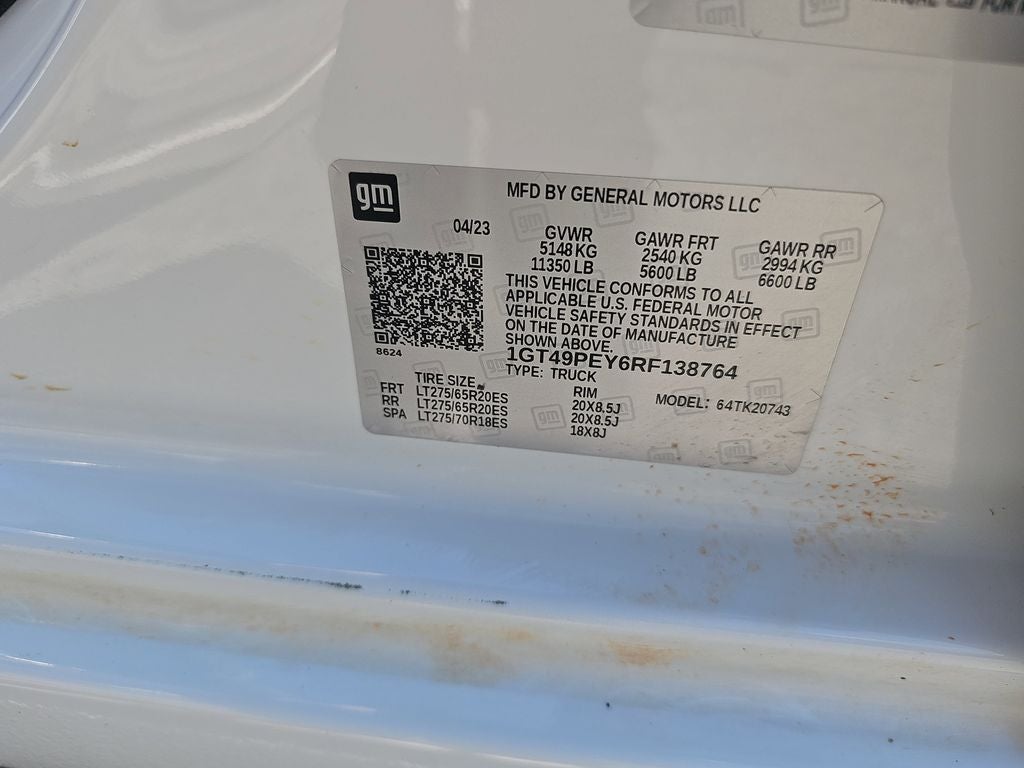 gm
MFD BY GENERAL MOTORS LLC
04/23
GVWR GAWR FRT GAWR RR
5148 KG 2540 KG 2994 KG
11350 LB 5600 LB 6600 LB
THIS VEHICLE CONFORMS TO ALL
APPLICABLE U.S. FEDERAL MOTOR
VEHICLE SAFETY STANDARDS IN EFFECT
ON THE DATE OF MANUFACTURE
SHOWN ABOVE.
8624
1GT49PEY6RF138764
TYPE: TRUCK
MODEL: 64TK20743
TIRE SIZE RIM
FRT LT275/65R20ES 20X8.5J
RR LT275/65R20ES 20X8.5J
SPA LT275/70R18ES 18X8J